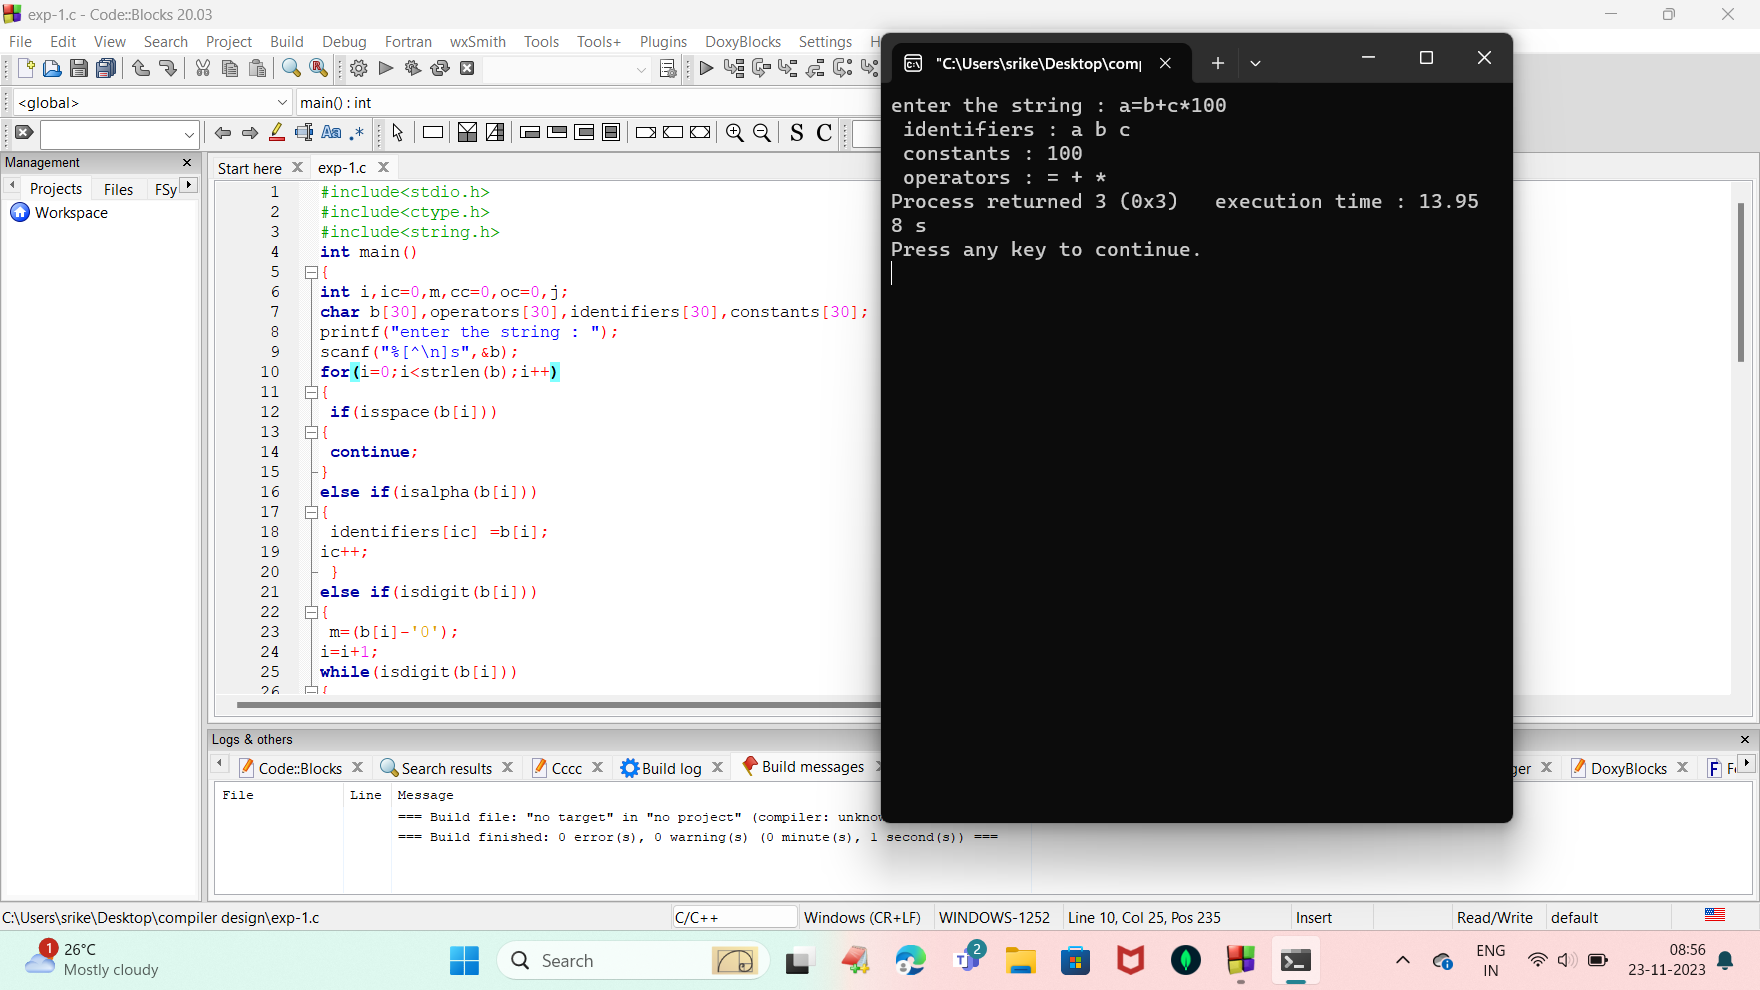 exp-1.c - Code::Blocks 20.03
File Edit View Search Project Build Debug Fortran wxSmith Tools Tools+ Plugins DoxyBlocks Settings H
<global>
main() : int
Aa .*
S C
Management
Projects Files FSy
Workspace
Start here exp-1.c
1 #include<stdio.h>
2 #include<ctype.h>
3 #include<string.h>
4 int main()
5 {
6 int i,ic=0,m,cc=0,oc=0,j;
7 char b[30],operators[30],identifiers[30],constants[30];
8 printf("enter the string : ");
9 scanf("%[^\n]s",&b);
10 for(i=0;i<strlen(b);i++)
11 {
12 if(isspace(b[i]))
13 {
14 continue;
15 }
16 else if(isalpha(b[i]))
17 {
18 identifiers[ic] =b[i];
19 ic++;
20 }
21 else if(isdigit(b[i]))
22 {
23 m=(b[i]-'0');
24 i=i+1;
25 while(isdigit(b[i]))
26 {
"C:\Users\srike\Desktop\comp
enter the string : a=b+c*100
identifiers : a b c
constants : 100
operators : = + *
Process returned 3 (0x3) execution time : 13.95
8 s
Press any key to continue.
Logs & others
Code::Blocks Search results Cccc Build log Build messages ger DoxyBlocks F
File Line Message
=== Build file: "no target" in "no project" (compiler: unknow
=== Build finished: 0 error(s), 0 warning(s) (0 minute(s), 1 second(s)) ===
C:\Users\srike\Desktop\compiler design\exp-1.c C/C++ Windows (CR+LF) WINDOWS-1252 Line 10, Col 25, Pos 235 Insert Read/Write default
1
26°C
Mostly cloudy
Search
2
ENG
IN
08:56
23-11-2023